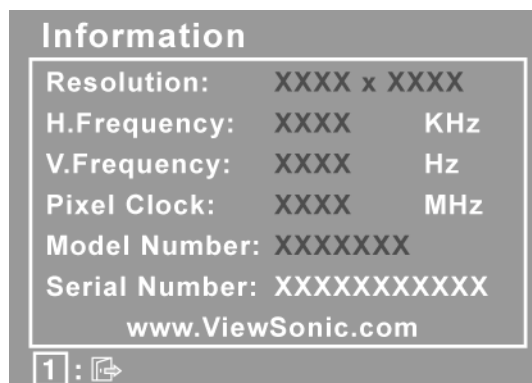 Information
Resolution: XXXX x XXXX
H.Frequency: XXXX KHz
V.Frequency: XXXX Hz
Pixel Clock: XXXX MHz
Model Number: XXXXXXX
Serial Number: XXXXXXXXXXX
www.ViewSonic.com
1 :